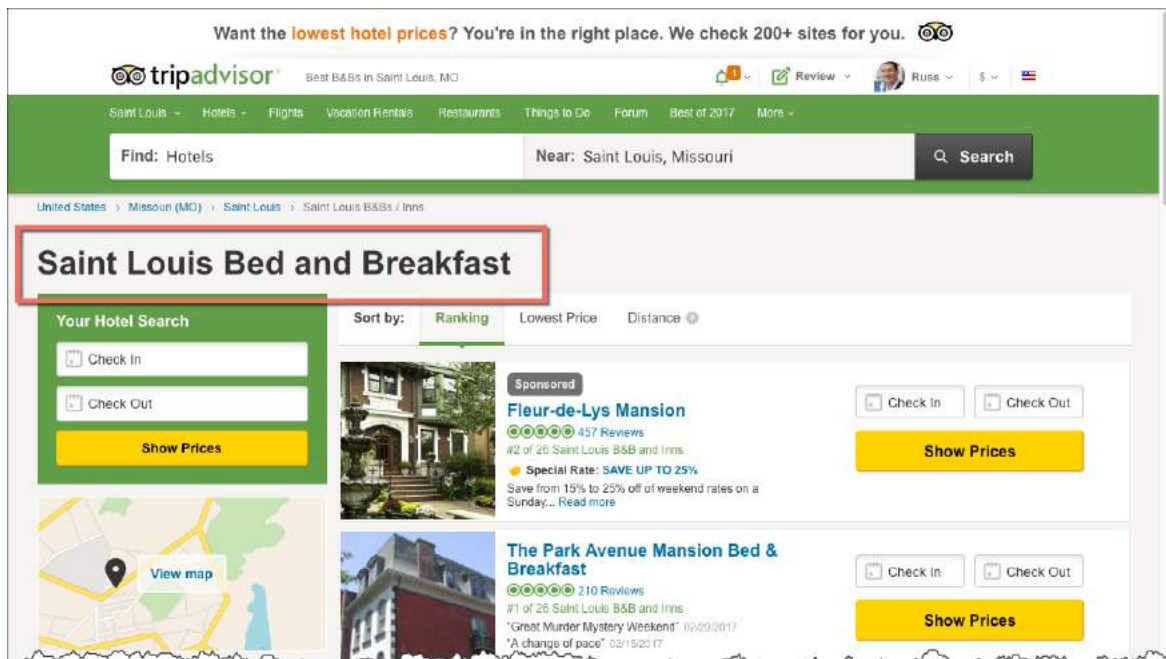 Want the lowest hotel prices? You're in the right place. We check 200+ sites for you.
tripadvisor Best B&Bs in Saint Louis, MO 1 Review Russ $
Saint Louis Hotels Flights Vacation Rentals Restaurants Things to Do Forum Best of 2017 More
Find: Hotels Near: Saint Louis, Missouri Search
United States › Missouri (MO) › Saint Louis › Saint Louis B&Bs / Inns
Saint Louis Bed and Breakfast
Your Hotel Search
Check In
Check Out
Show Prices
View map
Sort by: Ranking Lowest Price Distance
Sponsored
Fleur-de-Lys Mansion
457 Reviews
#2 of 26 Saint Louis B&B and Inns
Special Rate: SAVE UP TO 25%
Save from 15% to 25% off of weekend rates on a
Sunday... Read more
Check In Check Out
Show Prices
The Park Avenue Mansion Bed &
Breakfast
210 Reviews
#1 of 26 Saint Louis B&B and Inns
"Great Murder Mystery Weekend" 02/20/2017
"A change of pace" 02/15/2017
Check In Check Out
Show Prices